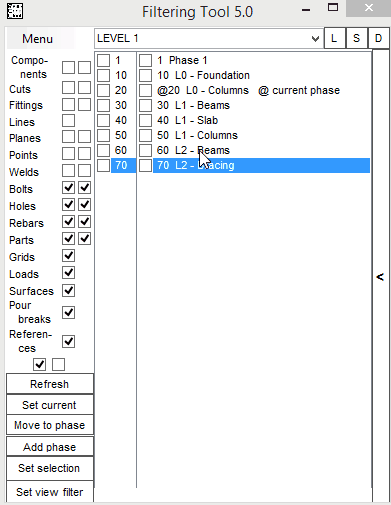 Filtering Tool 5.0
Menu
LEVEL 1
L S D
Compo-
nents
Cuts
Fittings
Lines
Planes
Points
Welds
Bolts
Holes
Rebars
Parts
Grids
Loads
Surfaces
Pour
breaks
Referen-
ces
Refresh
Set current
Move to phase
Add phase
Set selection
Set view filter
1 1 Phase 1
10 10 L0 - Foundation
20 @20 L0 - Columns @ current phase
30 30 L1 - Beams
40 40 L1 - Slab
50 50 L1 - Columns
60 60 L2 - Beams
70 70 L2 - Bracing
<